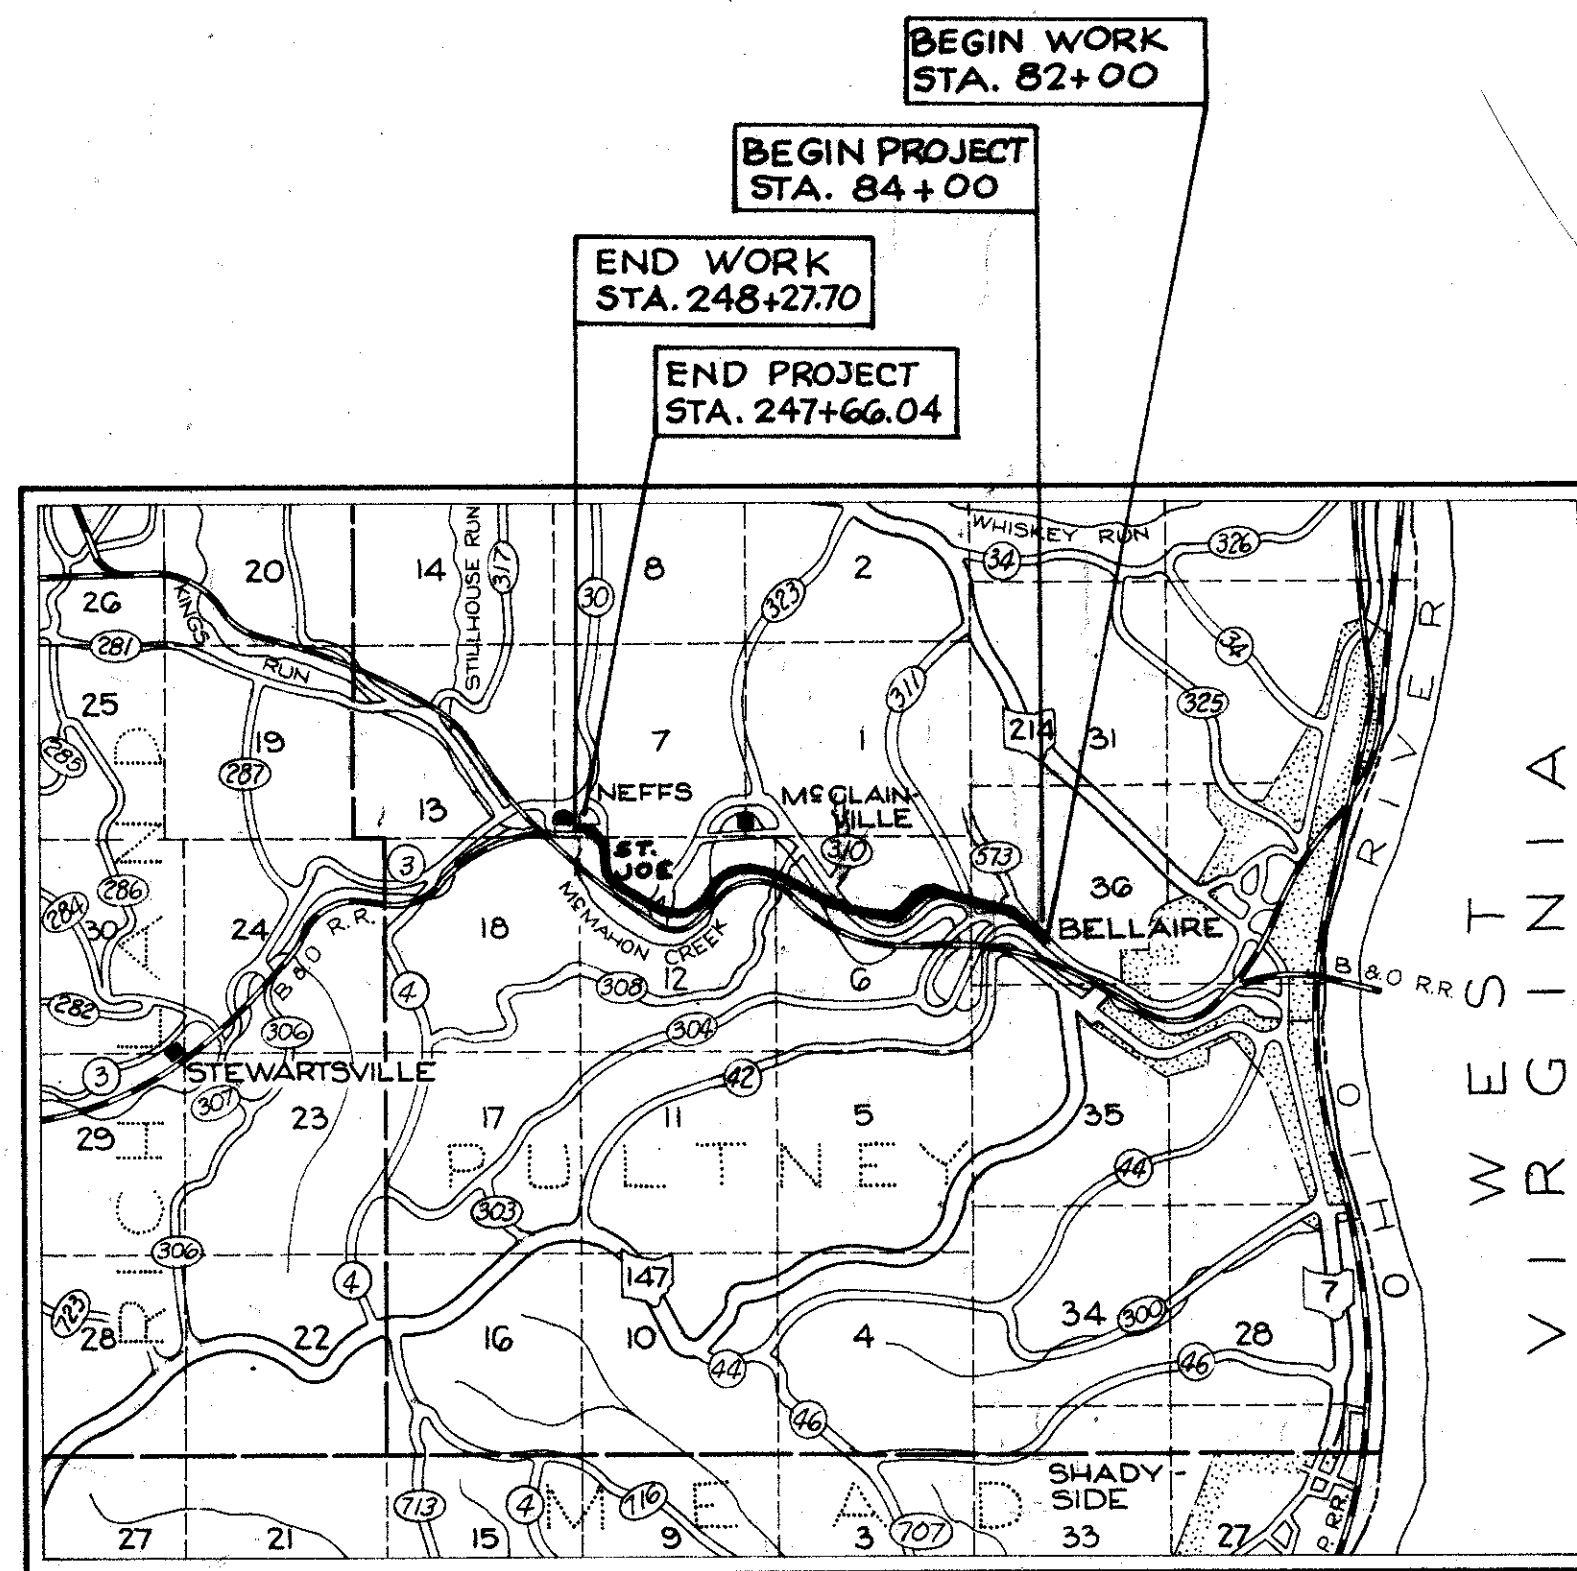 BEGIN WORK
STA. 82+00
BEGIN PROJECT
STA. 84+00
END WORK
STA. 248+27.70
END PROJECT
STA. 247+66.04
WHISKEY RUN
34
326
20
14
STILLHOUSE RUN
317
30
8
323
2
26
KINGS
RUN
281
34
25
311
325
285
19
287
7
1
214
31
RIVER
NEFFS
McCLAIN-
VILLE
13
ST.
JOE
310
573
3
36
286
284
30
24
B & O R.R.
18
McMAHON CREEK
BELLAIRE
4
308
12
6
B & O R.R.
282
306
304
3
STEWARTSVILLE
307
42
29
23
17
11
5
35
RICHLAND
PULTNEY
44
303
306
4
147
OHIO
7
723
28
22
16
10
4
34
300
28
44
46
46
SHADY-
SIDE
713
4
716
MEAD
707
27
21
15
9
3
33
27
P. RR.
WEST
VIRGINIA